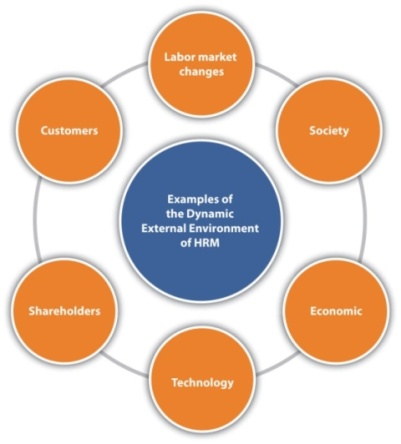 Labor market
changes
Customers
Society
Examples of
the Dynamic
External Environment
of HRM
Shareholders
Economic
Technology